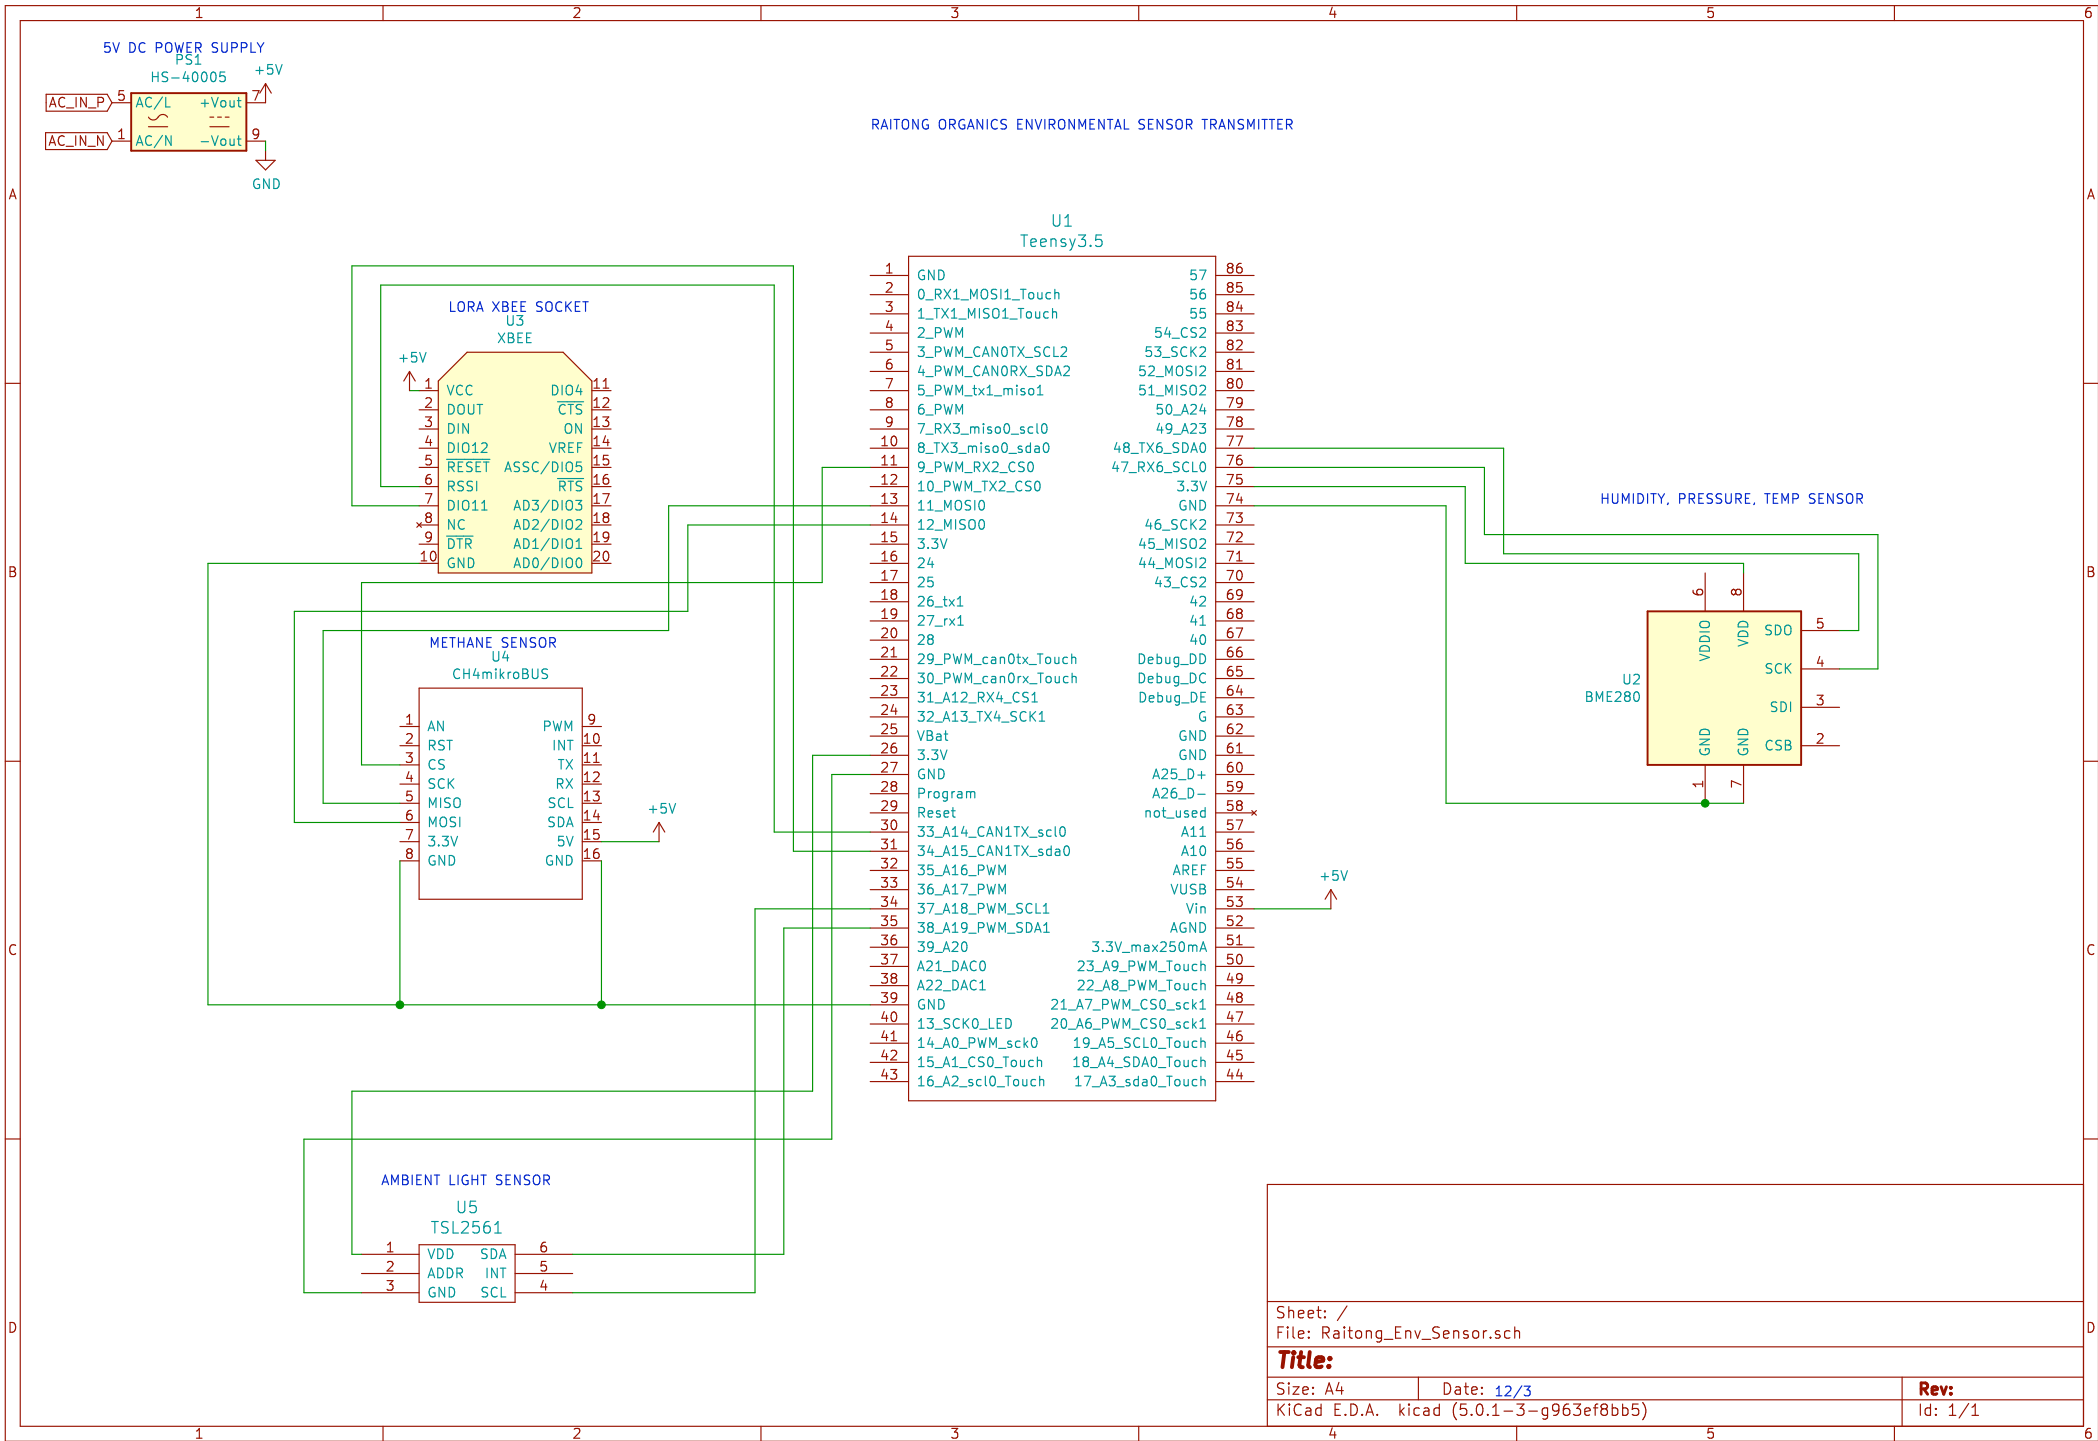 1 2 3 4 5 6
5V DC POWER SUPPLY
PS1
HS-40005
+5V
AC_IN_P 5 AC/L +Vout 7
AC_IN_N 1 AC/N -Vout 9
GND
RAITONG ORGANICS ENVIRONMENTAL SENSOR TRANSMITTER
A A
U1
Teensy3.5
1 GND 57 86
2 0_RX1_MOSI1_Touch 56 85
3 1_TX1_MISO1_Touch 55 84
4 2_PWM 54_CS2 83
5 3_PWM_CAN0TX_SCL2 53_SCK2 82
6 4_PWM_CAN0RX_SDA2 52_MOSI2 81
7 5_PWM_tx1_miso1 51_MISO2 80
8 6_PWM 50_A24 79
9 7_RX3_miso0_scl0 49_A23 78
10 8_TX3_miso0_sda0 48_TX6_SDA0 77
11 9_PWM_RX2_CS0 47_RX6_SCL0 76
12 10_PWM_TX2_CS0 3.3V 75
13 11_MOSI0 GND 74
14 12_MISO0 46_SCK2 73
15 3.3V 45_MISO2 72
16 24 44_MOSI2 71
17 25 43_CS2 70
18 26_tx1 42 69
19 27_rx1 41 68
20 28 40 67
21 29_PWM_can0tx_Touch Debug_DD 66
22 30_PWM_can0rx_Touch Debug_DC 65
23 31_A12_RX4_CS1 Debug_DE 64
24 32_A13_TX4_SCK1 G 63
25 VBat GND 62
26 3.3V GND 61
27 GND A25_D+ 60
28 Program A26_D- 59
29 Reset not_used 58
30 33_A14_CAN1TX_scl0 A11 57
31 34_A15_CAN1TX_sda0 A10 56
32 35_A16_PWM AREF 55
33 36_A17_PWM VUSB 54
34 37_A18_PWM_SCL1 Vin 53
35 38_A19_PWM_SDA1 AGND 52
36 39_A20 3.3V_max250mA 51
37 A21_DAC0 23_A9_PWM_Touch 50
38 A22_DAC1 22_A8_PWM_Touch 49
39 GND 21_A7_PWM_CS0_sck1 48
40 13_SCK0_LED 20_A6_PWM_CS0_sck1 47
41 14_A0_PWM_sck0 19_A5_SCL0_Touch 46
42 15_A1_CS0_Touch 18_A4_SDA0_Touch 45
43 16_A2_scl0_Touch 17_A3_sda0_Touch 44
+5V
LORA XBEE SOCKET
U3
XBEE
+5V
1 VCC DIO4 11
2 DOUT CTS 12
3 DIN ON 13
4 DIO12 VREF 14
5 RESET ASSC/DIO5 15
6 RSSI RTS 16
7 DIO11 AD3/DIO3 17
8 NC AD2/DIO2 18
9 DTR AD1/DIO1 19
10 GND AD0/DIO0 20
B B
METHANE SENSOR
U4
CH4mikroBUS
1 AN PWM 9
2 RST INT 10
3 CS TX 11
4 SCK RX 12
5 MISO SCL 13
6 MOSI SDA 14
7 3.3V 5V 15
8 GND GND 16
+5V
HUMIDITY, PRESSURE, TEMP SENSOR
6 8
VDDIO VDD
SDO 5
SCK 4
U2
BME280
SDI 3
CSB 2
GND GND
1 7
C C
AMBIENT LIGHT SENSOR
U5
TSL2561
1 VDD SDA 6
2 ADDR INT 5
3 GND SCL 4
D D
Sheet: /
File: Raitong_Env_Sensor.sch
Title:
Size: A4 Date: 12/3 Rev:
KiCad E.D.A. kicad (5.0.1-3-g963ef8bb5) Id: 1/1
1 2 3 4 5 6